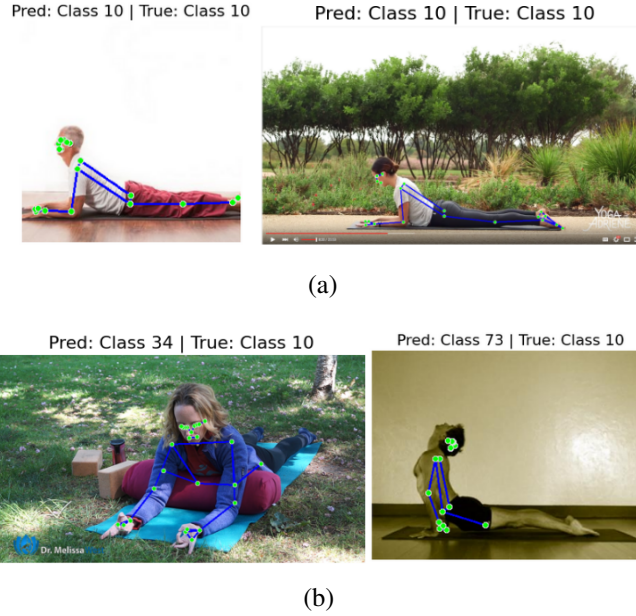 Pred: Class 10 | True: Class 10
Pred: Class 10 | True: Class 10
YOGA
(a)
Pred: Class 34 | True: Class 10
Pred: Class 73 | True: Class 10
Dr. Melissa
(b)